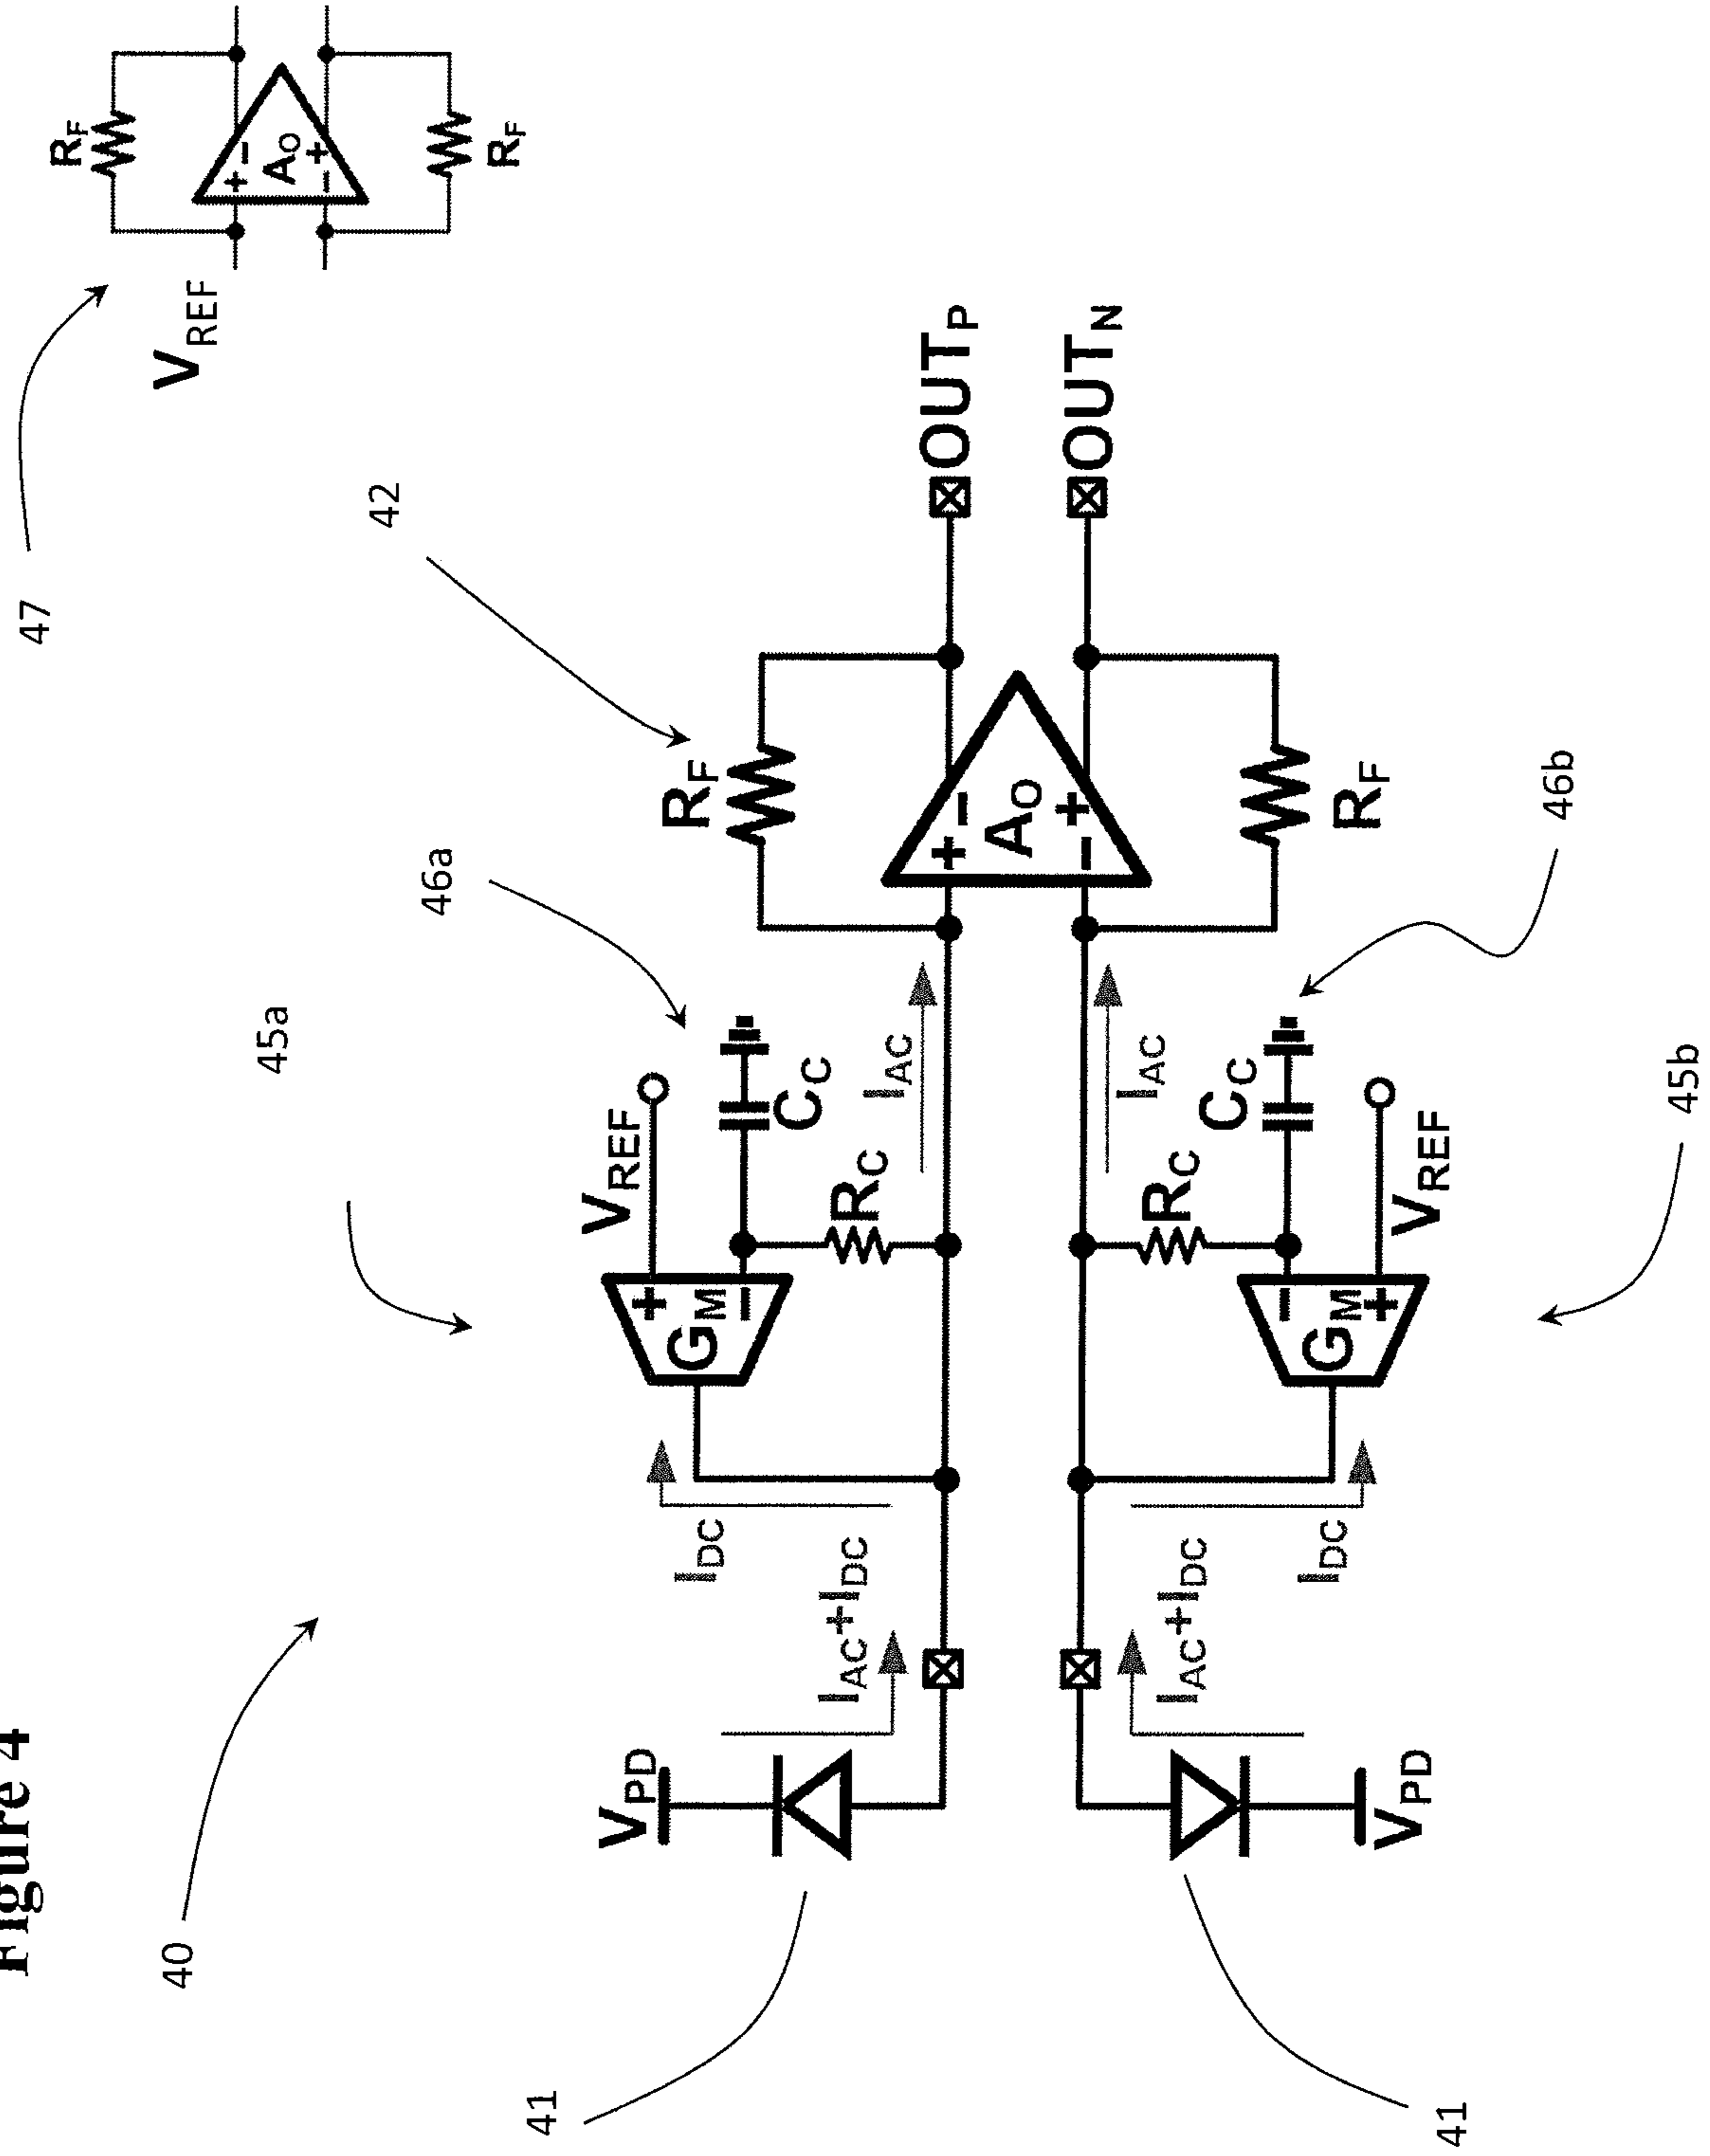 Figure 4
40
47
R_F
+ −
A_O
− +
R_F
V_REF
42
45a
46a
V_REF
C_C
R_C
+
G_M
−
R_F
+ −
A_O
− +
R_F
OUT_P
OUT_N
I_AC
I_AC
I_DC
I_AC+I_DC
V_PD
41
I_AC+I_DC
I_DC
V_PD
41
R_C
C_C
−
G_M
+
V_REF
45b
46b